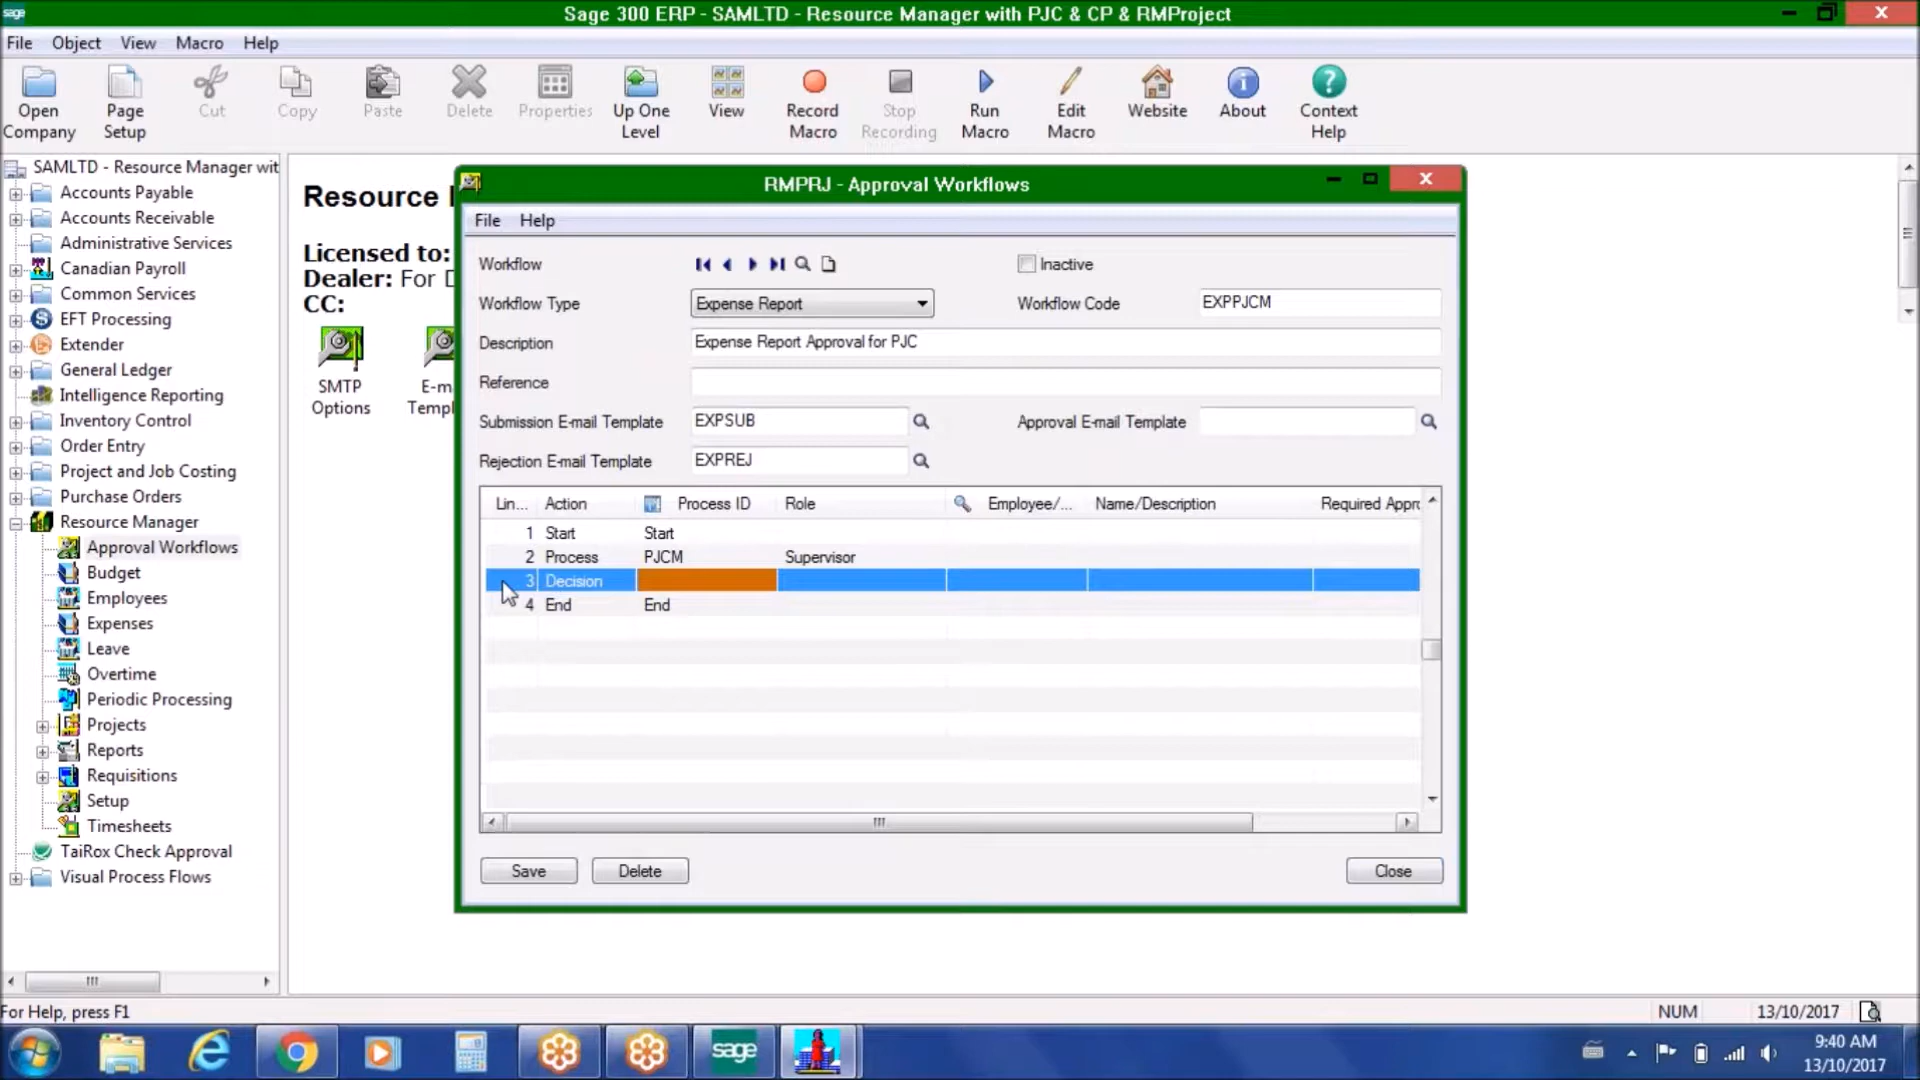 sage
Sage 300 ERP - SAMLTD - Resource Manager with PJC & CP & RMProject
File Object View Macro Help
Open Company
Page Setup
Cut
Copy
Paste
Delete
Properties
Up One Level
View
Record Macro
Stop Recording
Run Macro
Edit Macro
Website
About
Context Help
SAMLTD - Resource Manager wit
Accounts Payable
Accounts Receivable
Administrative Services
Canadian Payroll
Common Services
EFT Processing
Extender
General Ledger
Intelligence Reporting
Inventory Control
Order Entry
Project and Job Costing
Purchase Orders
Resource Manager
Approval Workflows
Budget
Employees
Expenses
Leave
Overtime
Periodic Processing
Projects
Reports
Requisitions
Setup
Timesheets
TaiRox Check Approval
Visual Process Flows
Resource
Licensed to:
Dealer: For D
CC:
SMTP Options
E-m
Templ
RMPRJ - Approval Workflows
File Help
Workflow
Inactive
Workflow Type Expense Report Workflow Code EXPPJCM
Description Expense Report Approval for PJC
Reference
Submission E-mail Template EXPSUB Approval E-mail Template
Rejection E-mail Template EXPREJ
Lin... Action Process ID Role Employee/... Name/Description Required Appro
1 Start Start
2 Process PJCM Supervisor
3 Decision
4 End End
Save Delete Close
For Help, press F1
NUM 13/10/2017
sage
9:40 AM
13/10/2017